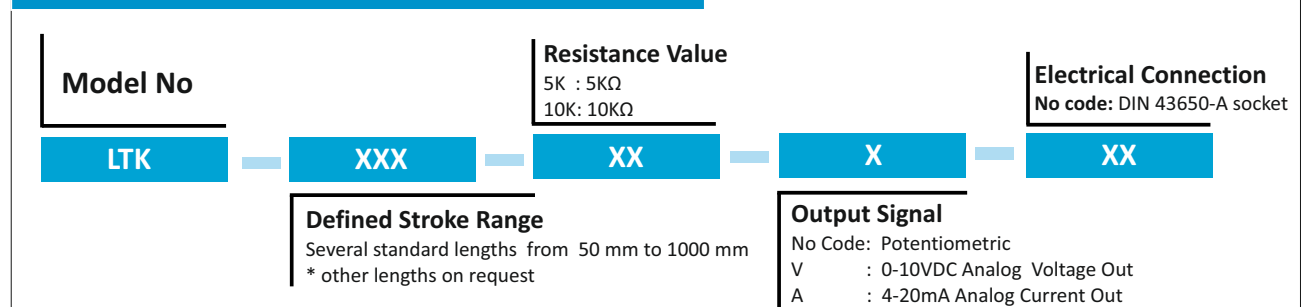 Model No
Resistance Value
5K : 5KΩ
10K: 10KΩ
Electrical Connection
No code: DIN 43650-A socket
LTK XXX XX X XX
Defined Stroke Range
Several standard lengths from 50 mm to 1000 mm
* other lengths on request
Output Signal
No Code: Potentiometric
V : 0-10VDC Analog Voltage Out
A : 4-20mA Analog Current Out